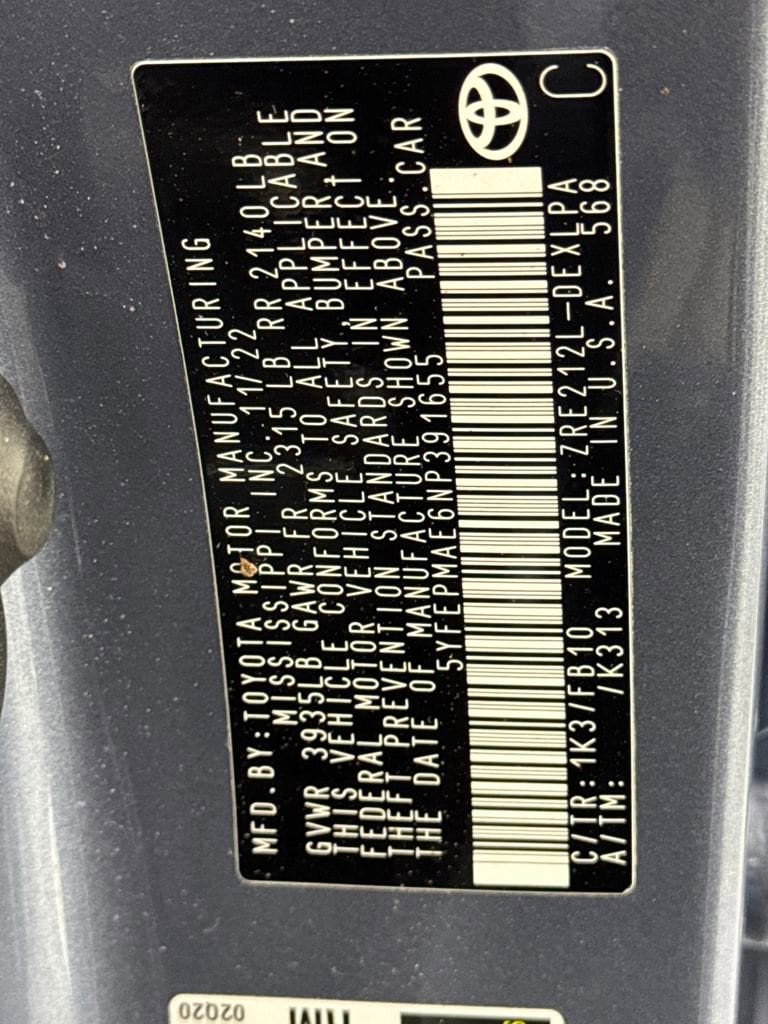 MFD.BY:TOYOTA MOTOR MANUFACTURING
MISSISSIPPI INC. 11/22
GVWR 3935LB GAWR FR 2315 LB RR 2140 LB
THIS VEHICLE CONFORMS TO ALL APPLICABLE
FEDERAL MOTOR VEHICLE SAFETY, BUMPER AND
THEFT PREVENTION STANDARDS IN EFFECT ON
THE DATE OF MANUFACTURE SHOWN ABOVE.
5YFEPMAE6NP391655 PASS.CAR
C/TR: 1K3/FB10 MODEL: ZRE212L-DEXLPA
A/TM: /K313 MADE IN U.S.A. 568
C
02Q20